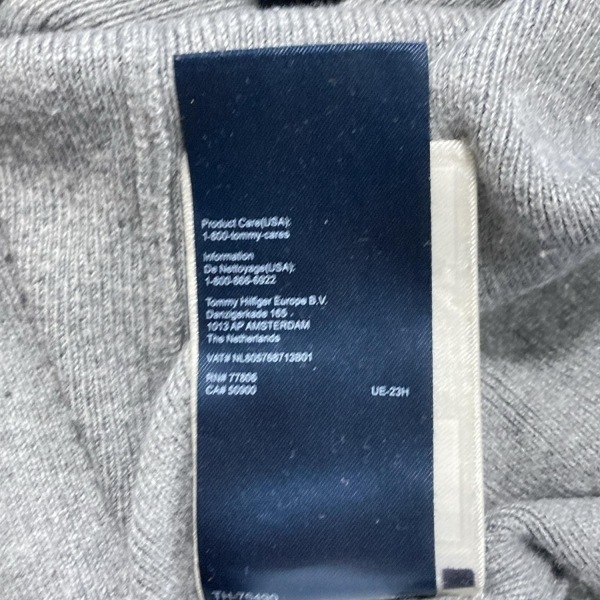 Product Care(USA):
1-800-tommy-cares
Information
De Nettoyage(USA):
1-800-866-6922
Tommy Hilfiger Europe B.V.
Danzigerkade 165
1013 AP AMSTERDAM
The Netherlands
VAT# NL805768713B01
RN# 77806
CA# 50900
UE-23H